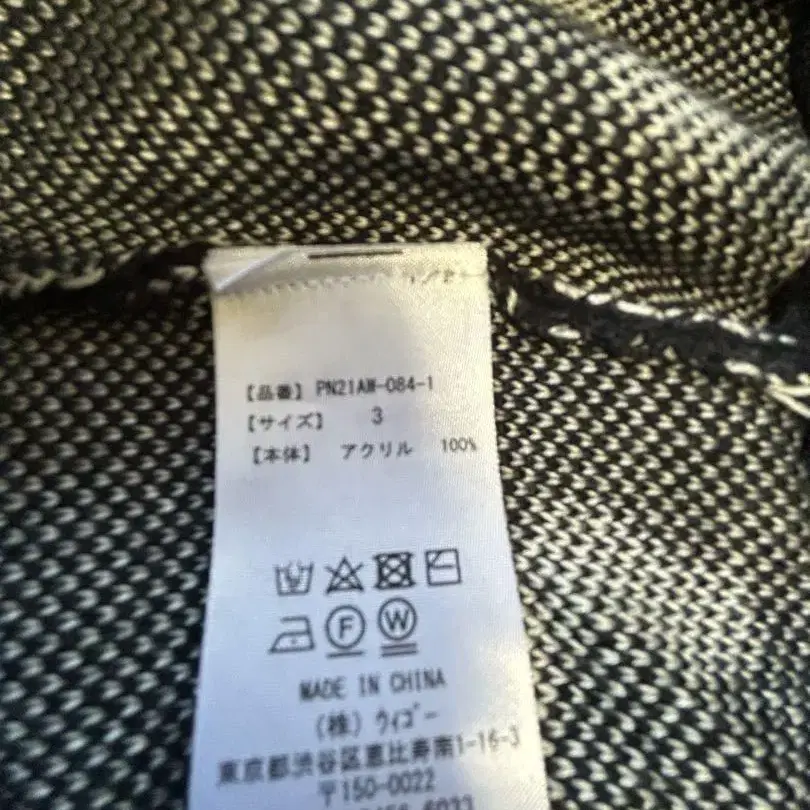 【品番】 PN21AW-084-1
【サイズ】 3
【本体】 アクリル 100%
F W
MADE IN CHINA
(株) ウィゴー
東京都渋谷区恵比寿南1-16-3
〒150-0022
6033